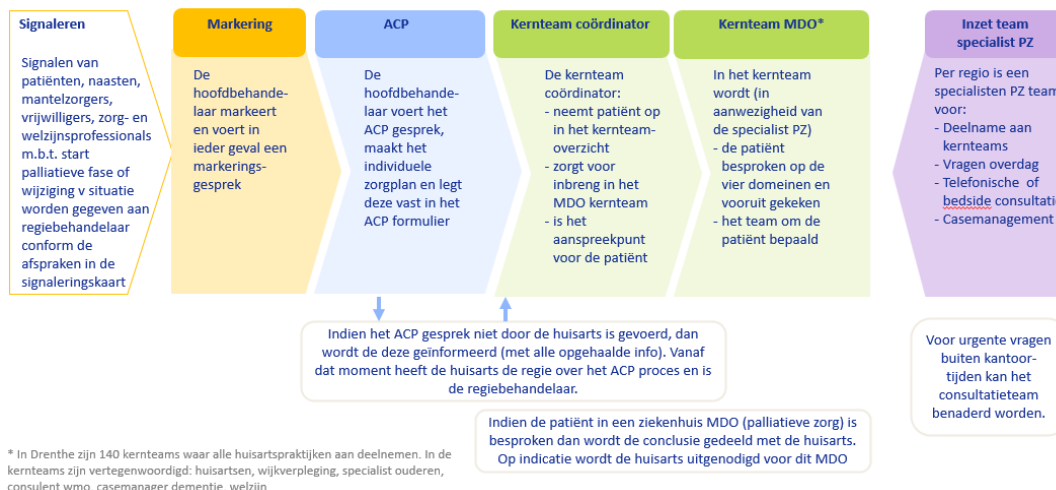 Signaleren
Signalen van
patiënten, naasten,
mantelzorgers,
vrijwilligers, zorg- en
welzijnsprofessionals
m.b.t. start
palliatieve fase of
wijziging v situatie
worden gegeven aan
regiebehandelaar
conform de
afspraken in de
signaleringskaart
Markering
De
hoofdbehande-
laar markeert
en voert in
ieder geval een
markerings-
gesprek
ACP
De
hoofdbehande-
laar voert het
ACP gesprek,
maakt het
individuele
zorgplan en legt
deze vast in het
ACP formulier
Kernteam coördinator
De kernteam
coördinator:
- neemt patiënt op
in het kernteam-
overzicht
- zorgt voor
inbreng in het
MDO kernteam
- is het
aanspreekpunt
voor de patiënt
Kernteam MDO*
In het kernteam
wordt (in
aanwezigheid van
de specialist PZ)
- de patiënt
besproken op de
vier domeinen en
vooruit gekeken
- het team om de
patiënt bepaald
Inzet team
specialist PZ
Per regio is een
specialisten PZ team
voor:
- Deelname aan
kernteams
- Vragen overdag
- Telefonische of
bedside consultatie
- Casemanagement
Indien het ACP gesprek niet door de huisarts is gevoerd, dan
wordt de deze geïnformeerd (met alle opgehaalde info). Vanaf
dat moment heeft de huisarts de regie over het ACP proces en is
de regiebehandelaar.
Voor urgente vragen
buiten kantoor-
tijden kan het
consultatieteam
benaderd worden.
Indien de patiënt in een ziekenhuis MDO (palliatieve zorg) is
besproken dan wordt de conclusie gedeeld met de huisarts.
Op indicatie wordt de huisarts uitgenodigd voor dit MDO
* In Drenthe zijn 140 kernteams waar alle huisartspraktijken aan deelnemen. In de
kernteams zijn vertegenwoordigd: huisartsen, wijkverpleging, specialist ouderen,
consulent wmo, casemanager dementie, welzijn